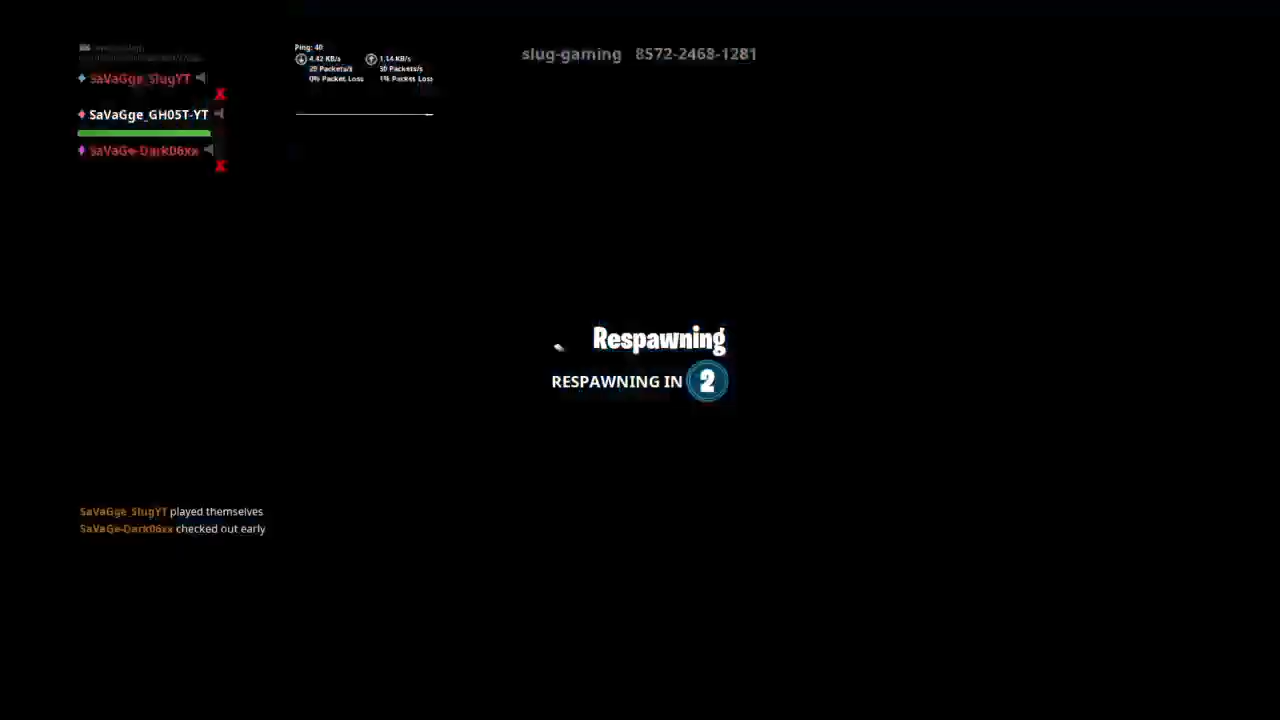 SaVaGge_SlugYT
X
SaVaGge_GH05T-YT
SaVaGe-Dark06xx
X
Ping: 40
4.42 KB/s 1.14 KB/s
29 Packets/s 30 Packets/s
0% Packet Loss 1% Packet Loss
slug-gaming 8572-2468-1281
Respawning
RESPAWNING IN 2
SaVaGge_SlugYT played themselves
SaVaGe-Dark06xx checked out early